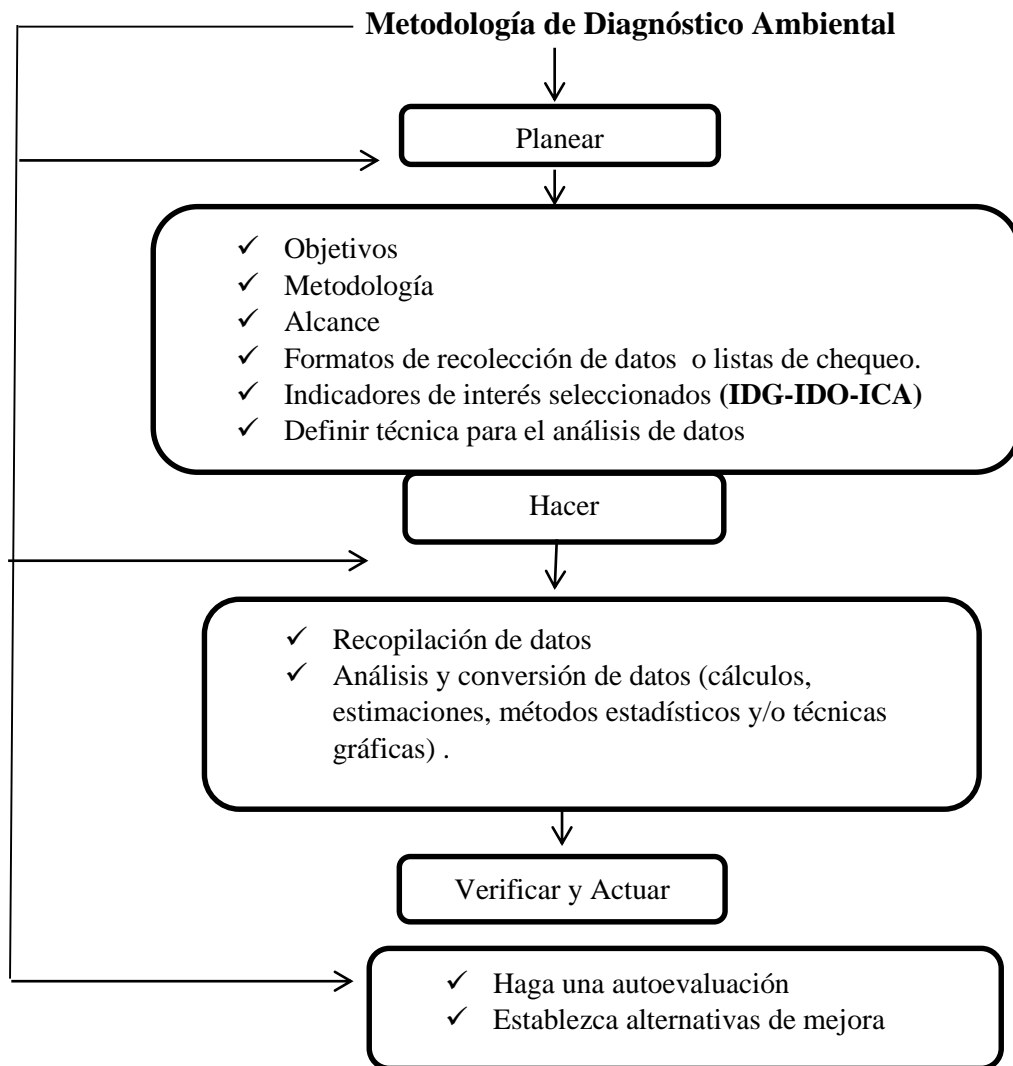 Metodología de Diagnóstico Ambiental
Planear
✓ Objetivos
✓ Metodología
✓ Alcance
✓ Formatos de recolección de datos o listas de chequeo.
✓ Indicadores de interés seleccionados (IDG-IDO-ICA)
✓ Definir técnica para el análisis de datos
Hacer
✓ Recopilación de datos
✓ Análisis y conversión de datos (cálculos,
estimaciones, métodos estadísticos y/o técnicas
gráficas) .
Verificar y Actuar
✓ Haga una autoevaluación
✓ Establezca alternativas de mejora